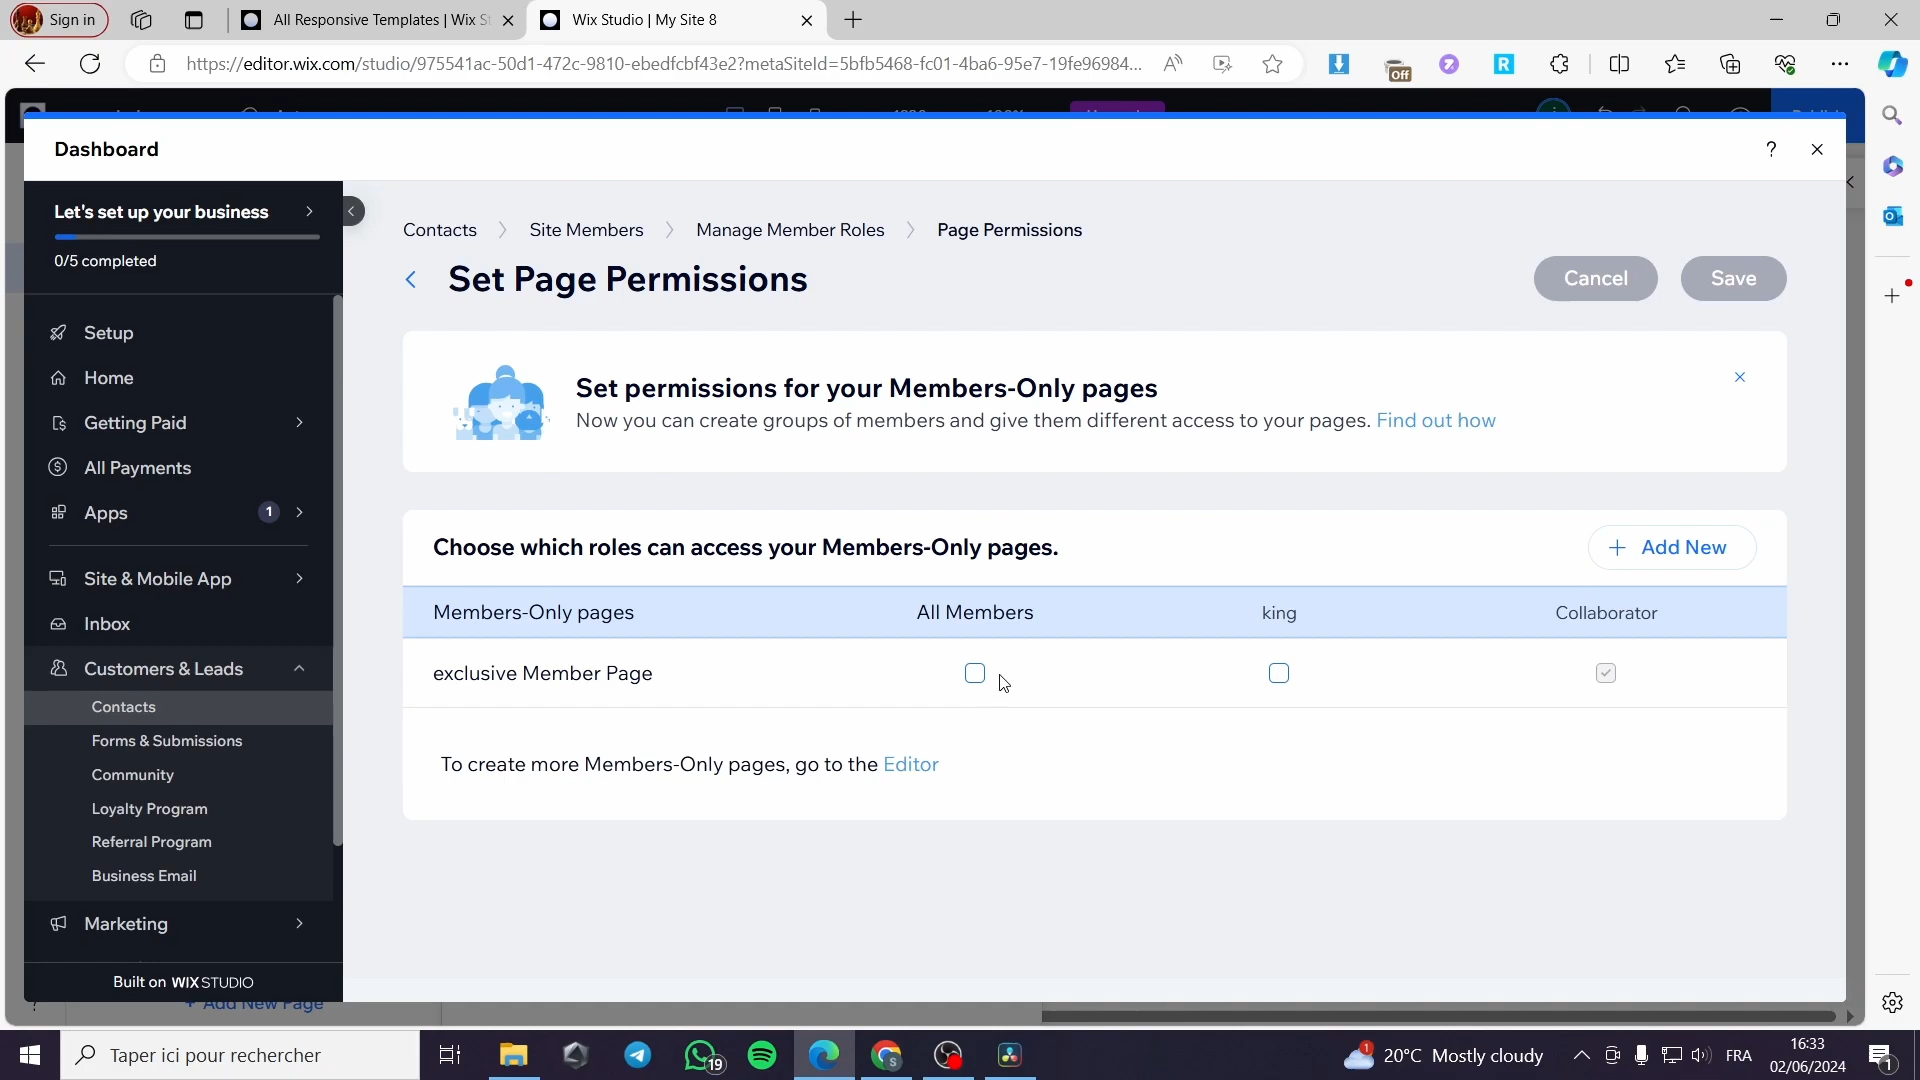 Sign in
All Responsive Templates | Wix S
Wix Studio | My Site 8
https://editor.wix.com/studio/975541ac-50d1-472c-9810-ebedfcbf43e2?metaSiteId=5bfb5468-fc01-4ba6-95e7-19fe96984...
Off
Dashboard
?
Let's set up your business
0/5 completed
Contacts
Site Members
Manage Member Roles
Page Permissions
Set Page Permissions
Cancel
Save
Setup
Home
Getting Paid
All Payments
Apps
1
Site & Mobile App
Inbox
Customers & Leads
Contacts
Forms & Submissions
Community
Loyalty Program
Referral Program
Business Email
Marketing
Built on WIX STUDIO
+ Add New Page
Set permissions for your Members-Only pages
Now you can create groups of members and give them different access to your pages. Find out how
Choose which roles can access your Members-Only pages.
+ Add New
Members-Only pages
All Members
king
Collaborator
exclusive Member Page
To create more Members-Only pages, go to the Editor
Taper ici pour rechercher
19
1
20°C Mostly cloudy
FRA
16:33
02/06/2024
1